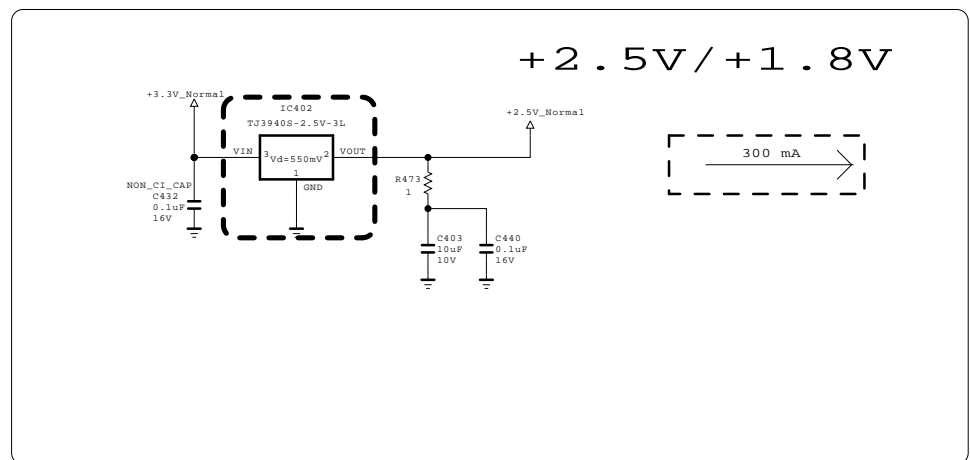 +2.5V/+1.8V
+3.3V_Normal
IC402
TJ3940S-2.5V-3L
+2.5V_Normal
VIN
3
Vd=550mV
2
VOUT
1
GND
300 mA
NON_CI_CAP
C432
0.1uF
16V
R473
1
C403
10uF
10V
C440
0.1uF
16V